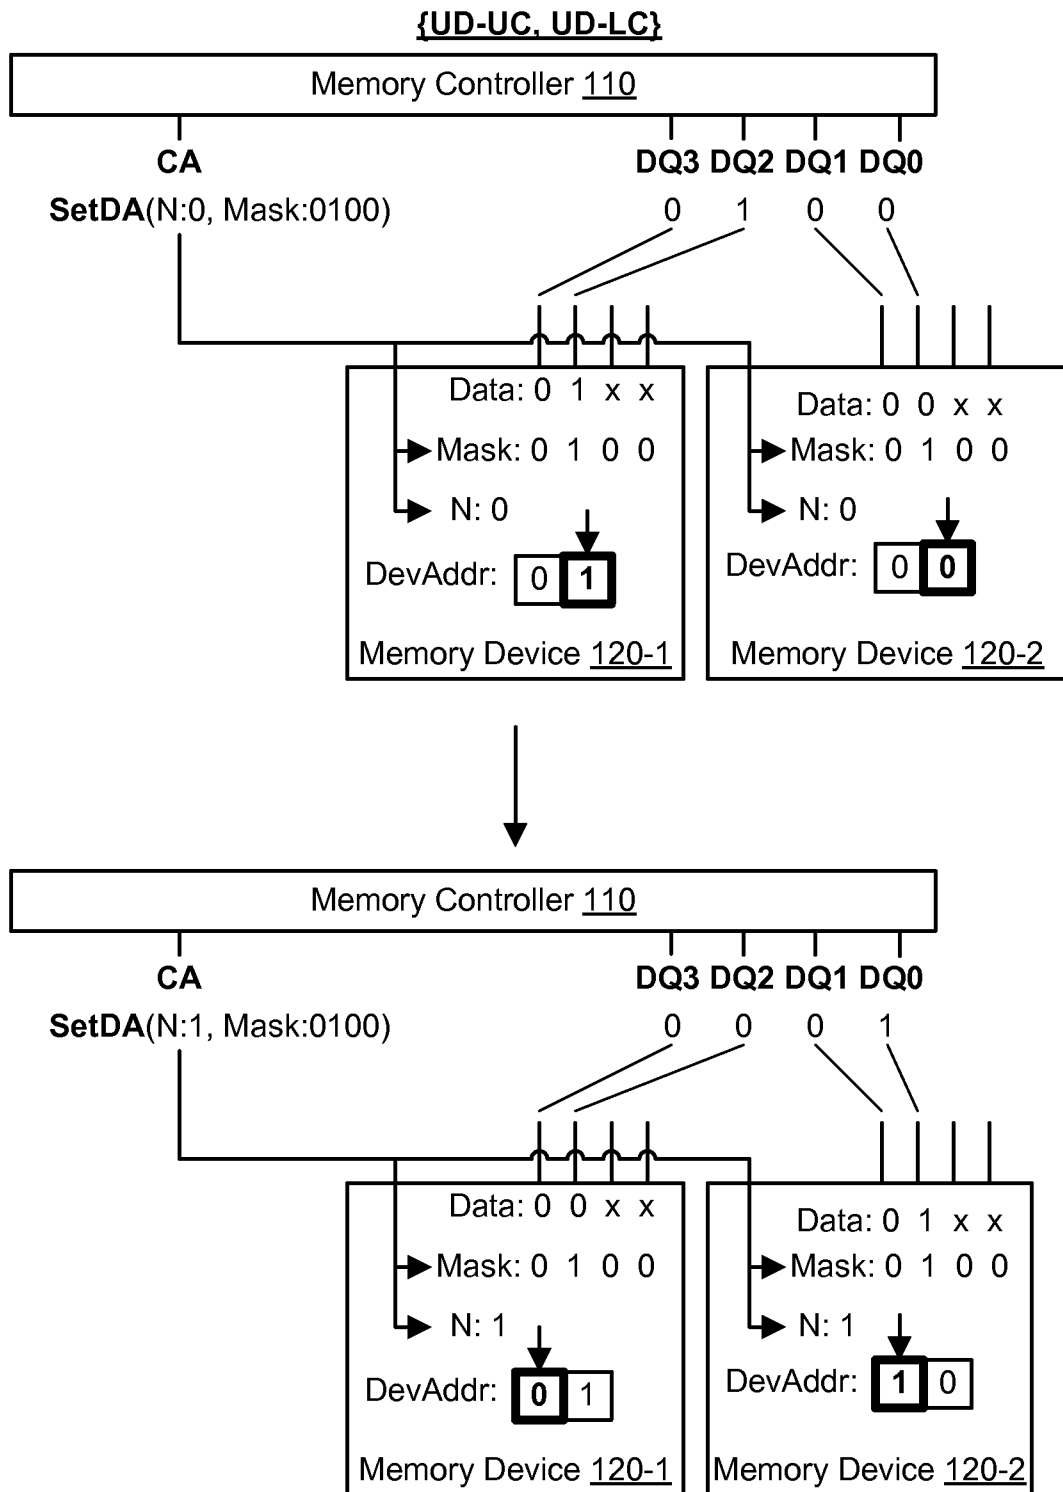 {UD-UC, UD-LC}
Memory Controller 110
CA DQ3 DQ2 DQ1 DQ0
SetDA(N:0, Mask:0100) 0 1 0 0
Data: 0 1 x x
Mask: 0 1 0 0
N: 0
DevAddr: 0 1
Memory Device 120-1
Data: 0 0 x x
Mask: 0 1 0 0
N: 0
DevAddr: 0 0
Memory Device 120-2
Memory Controller 110
CA DQ3 DQ2 DQ1 DQ0
SetDA(N:1, Mask:0100) 0 0 0 1
Data: 0 0 x x
Mask: 0 1 0 0
N: 1
DevAddr: 0 1
Memory Device 120-1
Data: 0 1 x x
Mask: 0 1 0 0
N: 1
DevAddr: 1 0
Memory Device 120-2